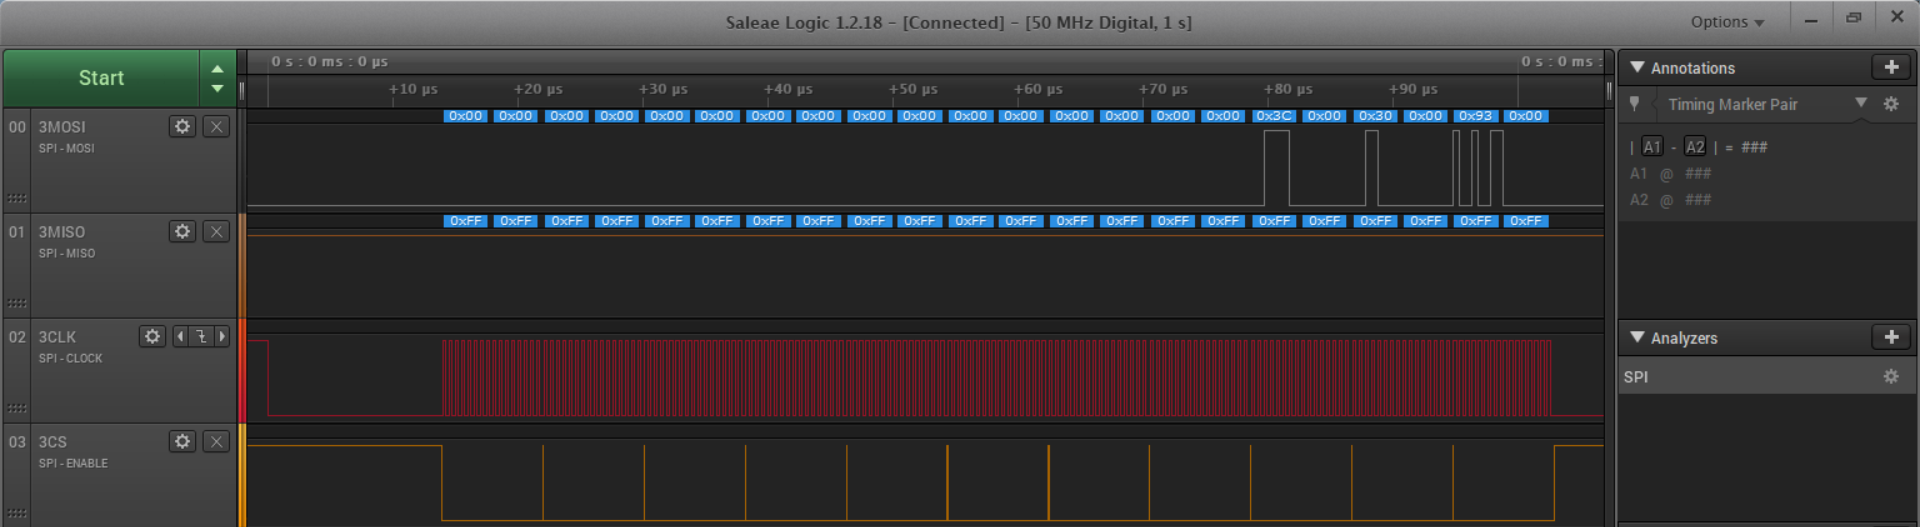 Saleae Logic 1.2.18 - [Connected] - [50 MHz Digital, 1 s]
Options
Start
0 s : 0 ms : 0 µs
0 s : 0 ms :
+10 µs +20 µs +30 µs +40 µs +50 µs +60 µs +70 µs +80 µs +90 µs
Annotations
Timing Marker Pair
| A1 - A2 | = ###
A1 @ ###
A2 @ ###
00 3MOSI
SPI - MOSI
0x00 0x00 0x00 0x00 0x00 0x00 0x00 0x00 0x00 0x00 0x00 0x00 0x00 0x00 0x00 0x00 0x3C 0x00 0x30 0x00 0x93 0x00
01 3MISO
SPI - MISO
0xFF 0xFF 0xFF 0xFF 0xFF 0xFF 0xFF 0xFF 0xFF 0xFF 0xFF 0xFF 0xFF 0xFF 0xFF 0xFF 0xFF 0xFF 0xFF 0xFF 0xFF 0xFF
02 3CLK
SPI - CLOCK
03 3CS
SPI - ENABLE
Analyzers
SPI